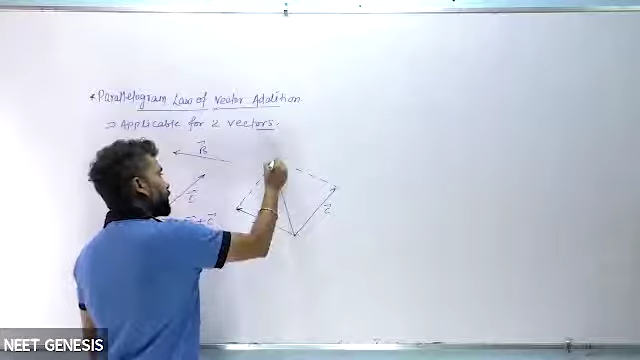 * Parallelogram Law of Vector Addition
⇒ Applicable for 2 vectors.
B⃗
C⃗
+ C⃗
C⃗
NEET GENESIS